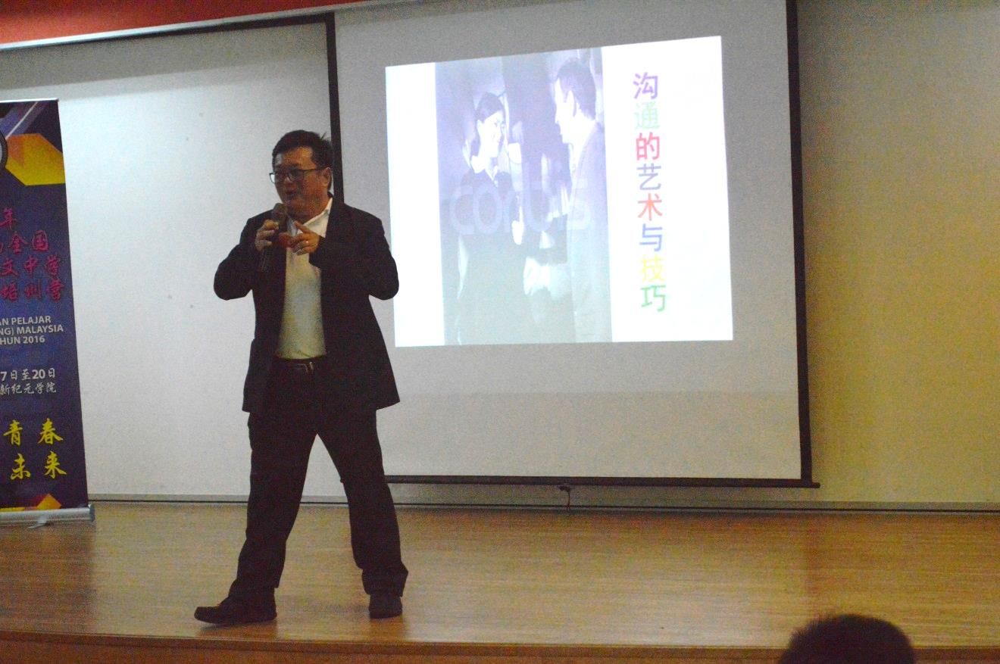 年
全国
文中学
培训营
AN PELAJAR
NG) MALAYSIA
HUN 2016
7日至20日
新纪元学院
青春
未来
corbis
沟通的艺术与技巧